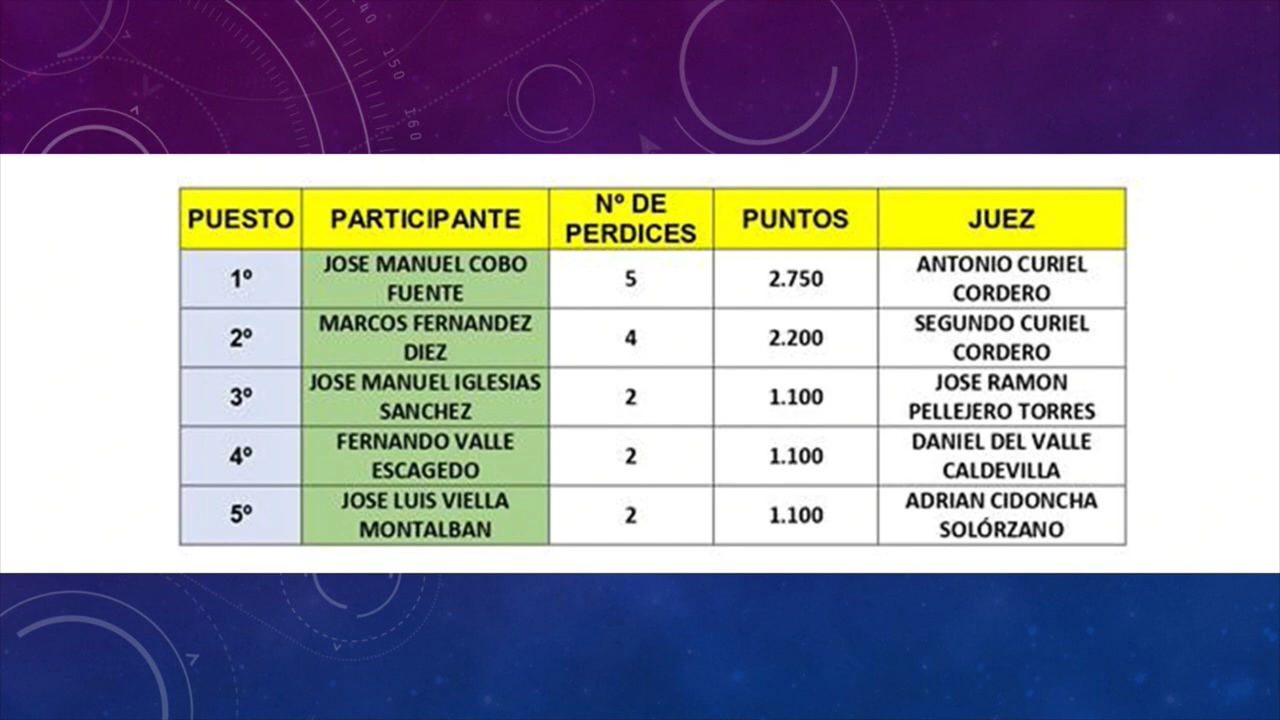 40
150
160
PUESTO PARTICIPANTE Nº DE PERDICES PUNTOS JUEZ
1º JOSE MANUEL COBO FUENTE 5 2.750 ANTONIO CURIEL CORDERO
2º MARCOS FERNANDEZ DIEZ 4 2.200 SEGUNDO CURIEL CORDERO
3º JOSE MANUEL IGLESIAS SANCHEZ 2 1.100 JOSE RAMON PELLEJERO TORRES
4º FERNANDO VALLE ESCAGEDO 2 1.100 DANIEL DEL VALLE CALDEVILLA
5º JOSE LUIS VIELLA MONTALBAN 2 1.100 ADRIAN CIDONCHA SOLÓRZANO